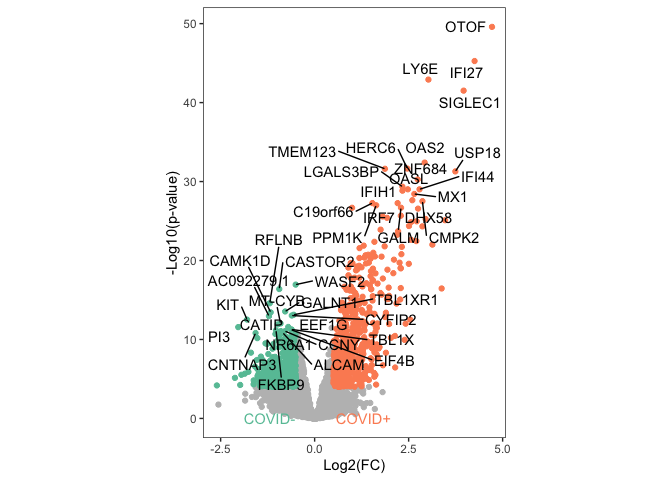 50
OTOF
LY6E
IFI27
40
SIGLEC1
HERC6
OAS2
USP18
TMEM123
ZNF684
LGALS3BP
OASL
IFI44
30
IFIH1
MX1
C19orf66
IRF7
DHX58
PPM1K
GALM
CMPK2
RFLNB
CAMK1D
CASTOR2
20
AC092279.1
WASF2
KIT
MT-CYB
GALNT1
TBL1XR1
CATIP
EEF1G
CYFIP2
PI3
NR6A1
CCNY
TBL1X
10
CNTNAP3
ALCAM
EIF4B
FKBP9
0
COVID-
COVID+
-2.5
0.0
2.5
5.0
Log2(FC)
-Log10(p-value)